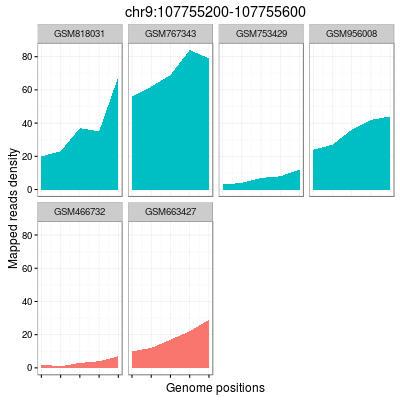 chr9:107755200-107755600
GSM818031 GSM767343 GSM753429 GSM956008
80
60
40
20
0
Mapped reads density
GSM466732 GSM663427
80
60
40
20
0
Genome positions